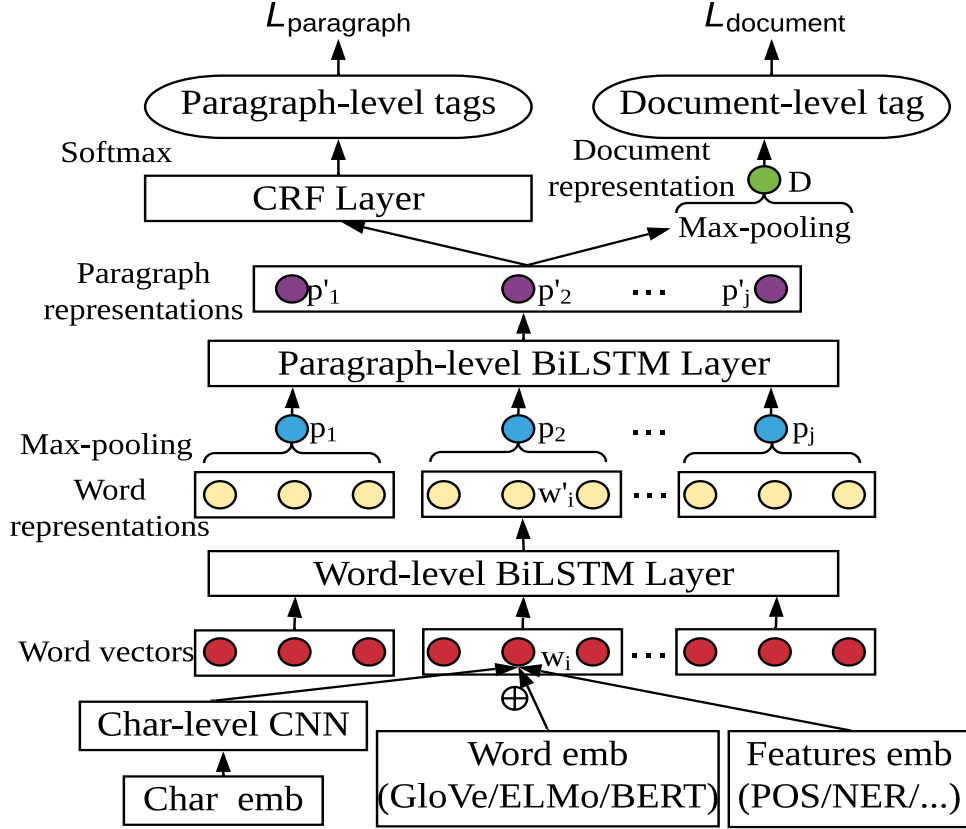 Lparagraph
Ldocument
Paragraph-level tags
Document-level tag
Softmax
Document
representation
D
CRF Layer
Max-pooling
Paragraph
representations
p'1
p'2
...
p'j
Paragraph-level BiLSTM Layer
Max-pooling
p1
p2
...
pj
Word
representations
w'i
...
Word-level BiLSTM Layer
Word vectors
wi
...
⊕
Char-level CNN
Word emb
(GloVe/ELMo/BERT)
Features emb
(POS/NER/...)
Char emb